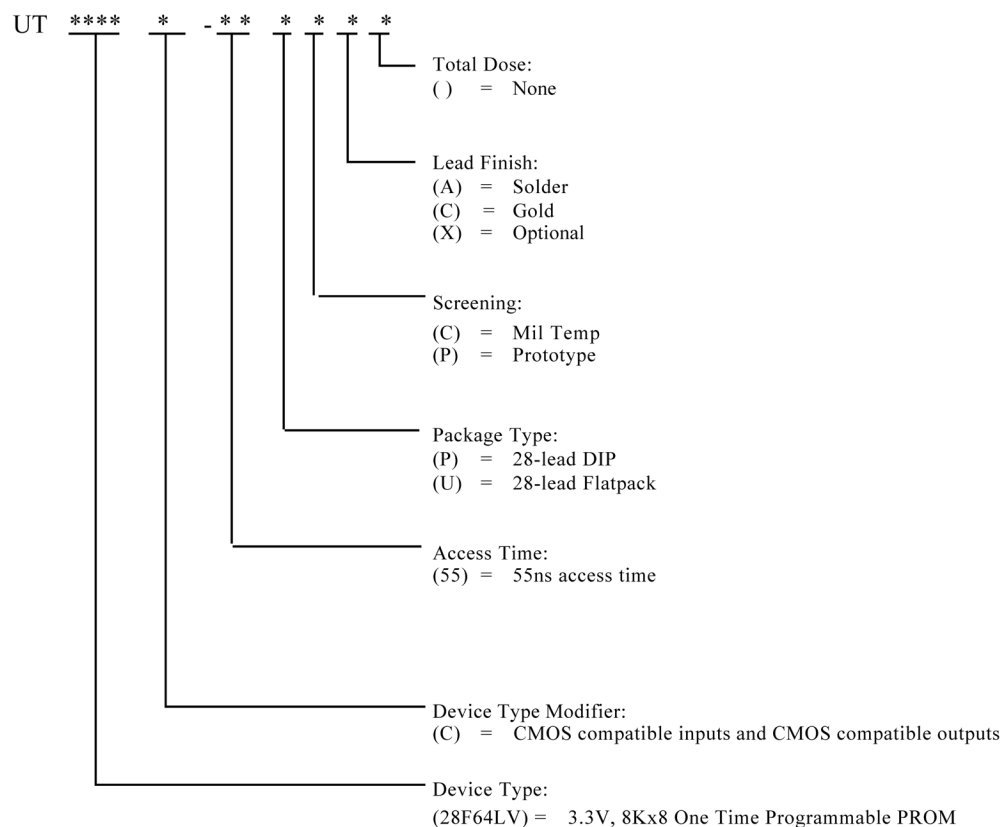 UT **** * -** * * * *
Total Dose:
( ) = None
Lead Finish:
(A) = Solder
(C) = Gold
(X) = Optional
Screening:
(C) = Mil Temp
(P) = Prototype
Package Type:
(P) = 28-lead DIP
(U) = 28-lead Flatpack
Access Time:
(55) = 55ns access time
Device Type Modifier:
(C) = CMOS compatible inputs and CMOS compatible outputs
Device Type:
(28F64LV) = 3.3V, 8Kx8 One Time Programmable PROM